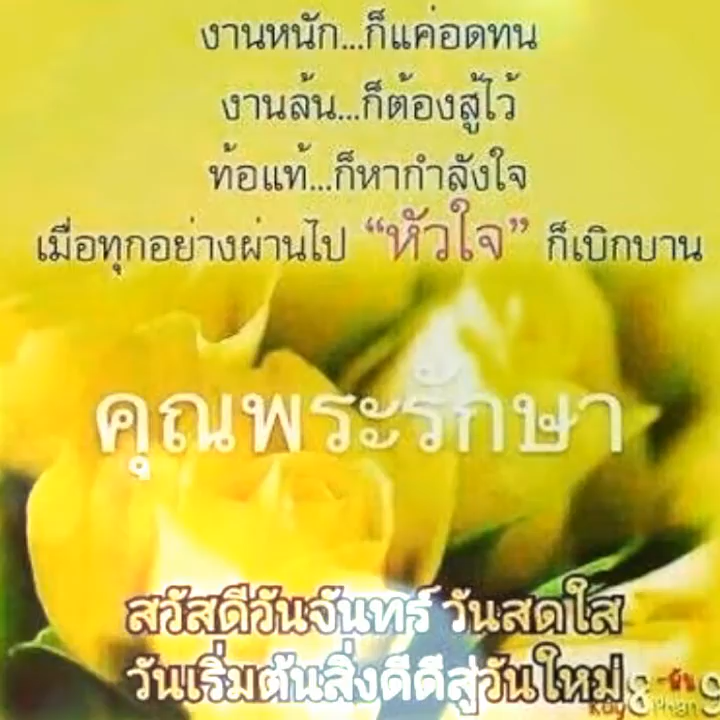 งานหนัก...ก็แค่อดทน
งานล้น...ก็ต้องสู้ไว้
ท้อแท้...ก็หากำลังใจ
เมื่อทุกอย่างผ่านไป “หัวใจ” ก็เบิกบาน
คุณพระรักษา
สวัสดีวันจันทร์ วันสดใส
วันเริ่มต้นสิ่งดีดีสู่วันใหม่